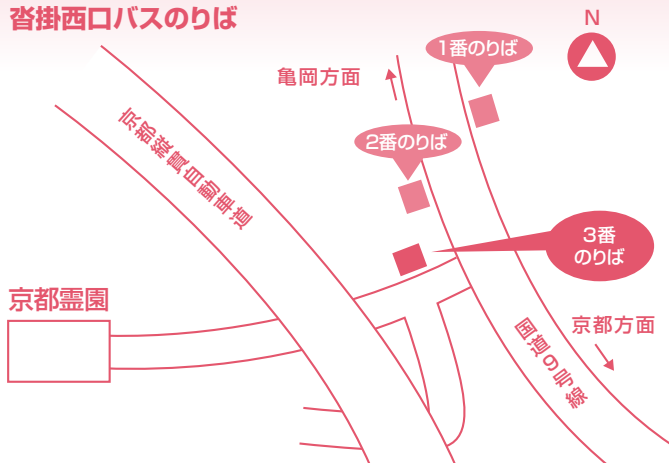 沓掛西口バスのりば
N
1番のりば
亀岡方面
2番のりば
京都縦貫自動車道
3番
のりば
京都霊園
京都方面
国道の号線